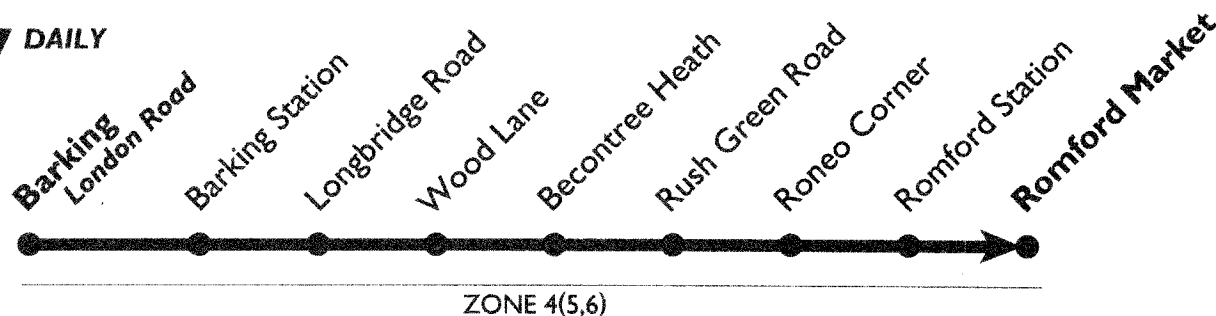 DAILY
Barking
London Road
Barking Station
Longbridge Road
Wood Lane
Becontree Heath
Rush Green Road
Roneo Corner
Romford Station
Romford Market
ZONE 4(5,6)